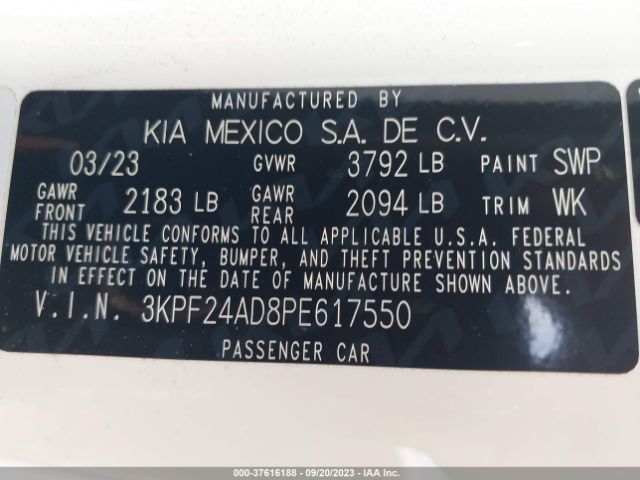 MANUFACTURED BY
KIA MEXICO S.A. DE C.V.
03/23 GVWR 3792 LB PAINT SWP
GAWR FRONT 2183 LB GAWR REAR 2094 LB TRIM WK
THIS VEHICLE CONFORMS TO ALL APPLICABLE U.S.A. FEDERAL
MOTOR VEHICLE SAFETY, BUMPER, AND THEFT PREVENTION STANDARDS
IN EFFECT ON THE DATE OF MANUFACTURE SHOWN ABOVE.
V.I.N. 3KPF24AD8PE617550
PASSENGER CAR
000-37616188 - 09/20/2023 - IAA Inc.